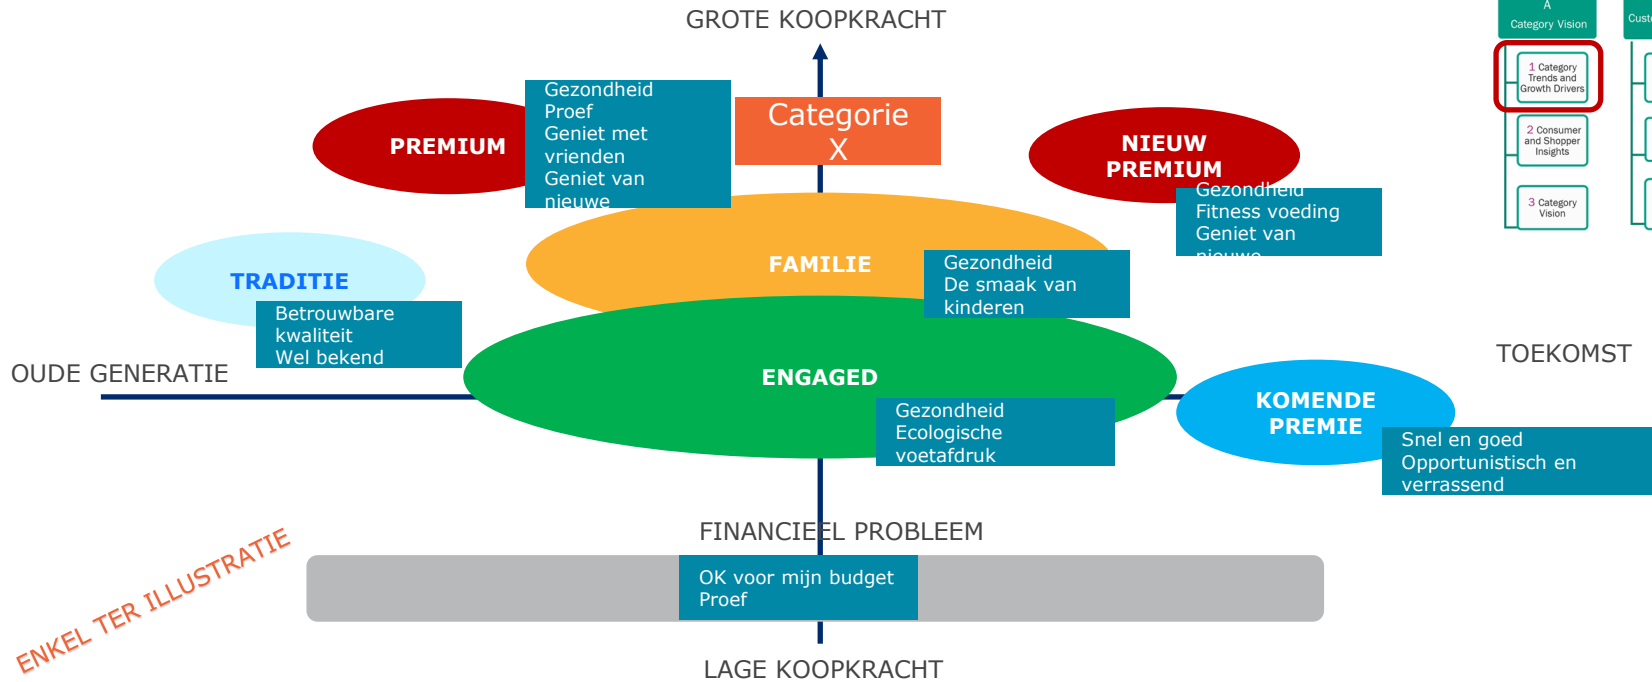 GROTE KOOPKRACHT
A
Category Vision
1 Category
Trends and
Growth Drivers
2 Consumer
and Shopper
Insights
3 Category
Vision
PREMIUM
Gezondheid
Proef
Geniet met
vrienden
Geniet van
nieuwe
Categorie
X
NIEUW
PREMIUM
Gezondheid
Fitness voeding
Geniet van
nieuwe
TRADITIE
Betrouwbare
kwaliteit
Wel bekend
FAMILIE
Gezondheid
De smaak van
kinderen
OUDE GENERATIE
TOEKOMST
ENGAGED
Gezondheid
Ecologische
voetafdruk
KOMENDE
PREMIE
Snel en goed
Opportunistisch en
verrassend
FINANCIEEL PROBLEEM
OK voor mijn budget
Proef
ENKEL TER ILLUSTRATIE
LAGE KOOPKRACHT